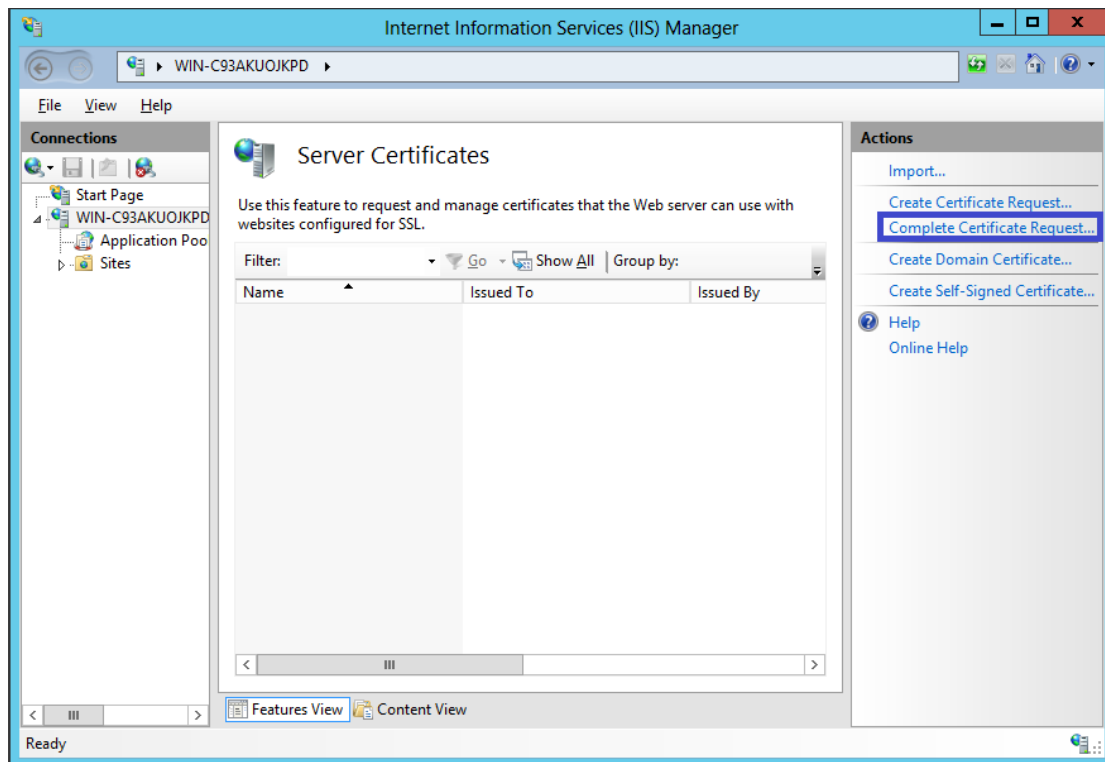 Internet Information Services (IIS) Manager
WIN-C93AKUOJKPD
File View Help
Connections
Start Page
WIN-C93AKUOJKPD
Application Poo
Sites
Server Certificates
Use this feature to request and manage certificates that the Web server can use with
websites configured for SSL.
Filter: Go Show All Group by:
Name Issued To Issued By
Features View Content View
Actions
Import...
Create Certificate Request...
Complete Certificate Request...
Create Domain Certificate...
Create Self-Signed Certificate...
Help
Online Help
Ready